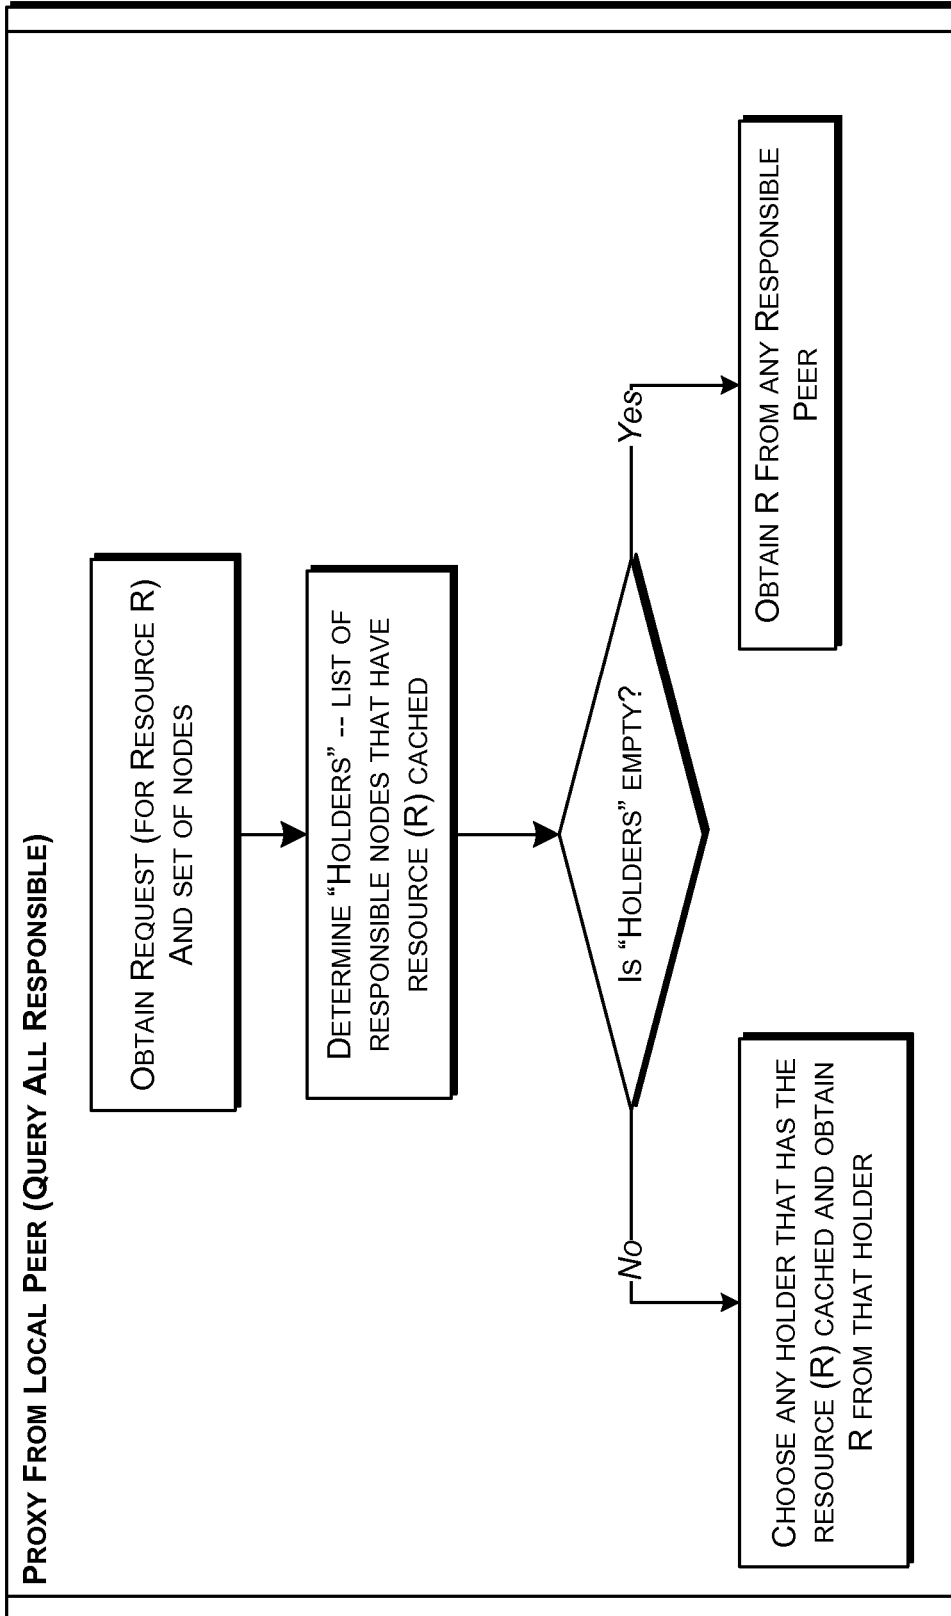 PROXY FROM LOCAL PEER (QUERY ALL RESPONSIBLE)
OBTAIN REQUEST (FOR RESOURCE R)
AND SET OF NODES
DETERMINE “HOLDERS” -- LIST OF
RESPONSIBLE NODES THAT HAVE
RESOURCE (R) CACHED
IS “HOLDERS” EMPTY?
No
Yes
CHOOSE ANY HOLDER THAT HAS THE
RESOURCE (R) CACHED AND OBTAIN
R FROM THAT HOLDER
OBTAIN R FROM ANY RESPONSIBLE
PEER